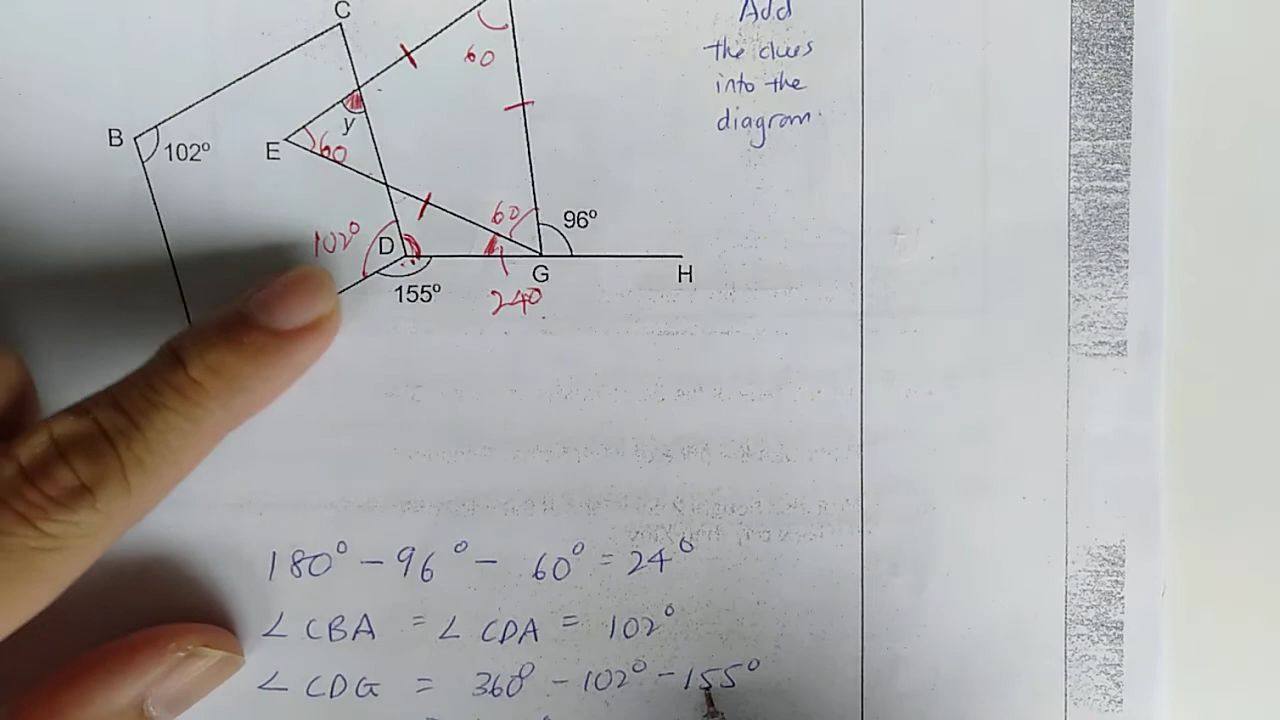 C
Add
the clues
into the
diagram.
60
B
102°
y
E
60
60
96°
102°
D
G
H
155°
24°
180° - 96° - 60° = 24°
∠CBA = ∠CDA = 102°
∠CDG = 360° - 102° - 155°